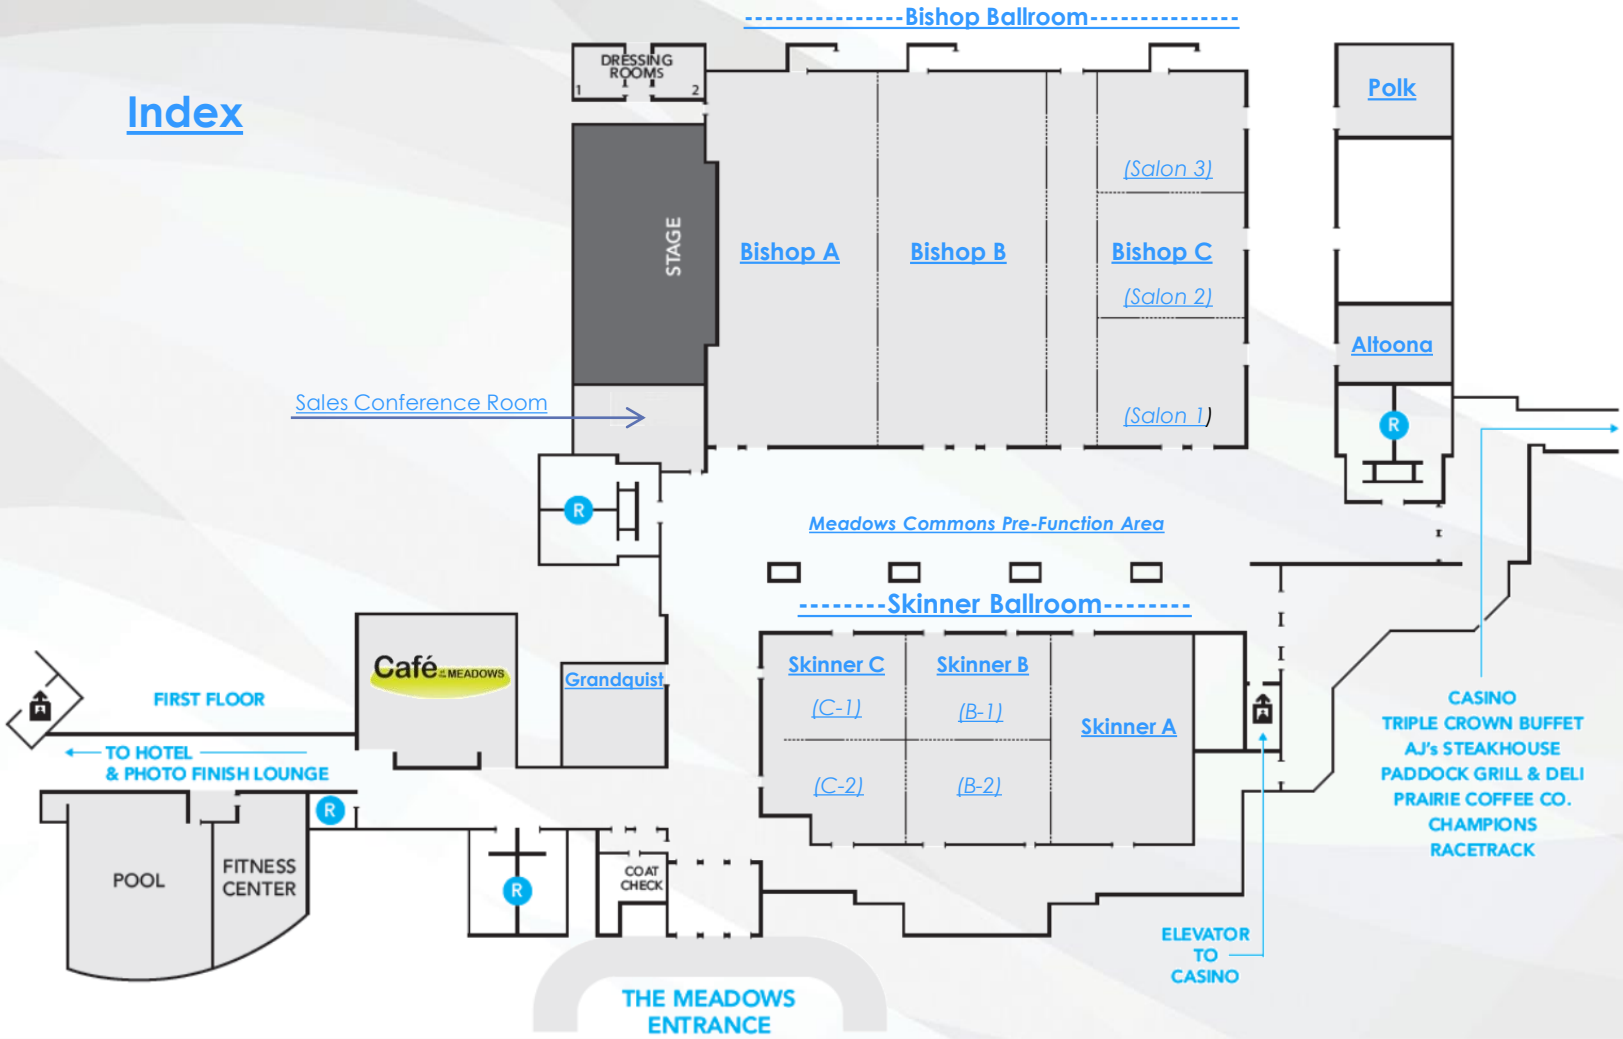 ----------------Bishop Ballroom---------------
DRESSING
ROOMS
1
2
Index
Polk
(Salon 3)
STAGE
Bishop A
Bishop B
Bishop C
(Salon 2)
Altoona
Sales Conference Room
(Salon 1)
R
R
Meadows Commons Pre-Function Area
--------Skinner Ballroom--------
Café at the MEADOWS
Grandquist
Skinner C
Skinner B
(C-1)
(B-1)
Skinner A
(C-2)
(B-2)
FIRST FLOOR
TO HOTEL
& PHOTO FINISH LOUNGE
CASINO
TRIPLE CROWN BUFFET
AJ's STEAKHOUSE
PADDOCK GRILL & DELI
PRAIRIE COFFEE CO.
CHAMPIONS
RACETRACK
R
POOL
FITNESS
CENTER
R
COAT
CHECK
ELEVATOR
TO
CASINO
THE MEADOWS
ENTRANCE